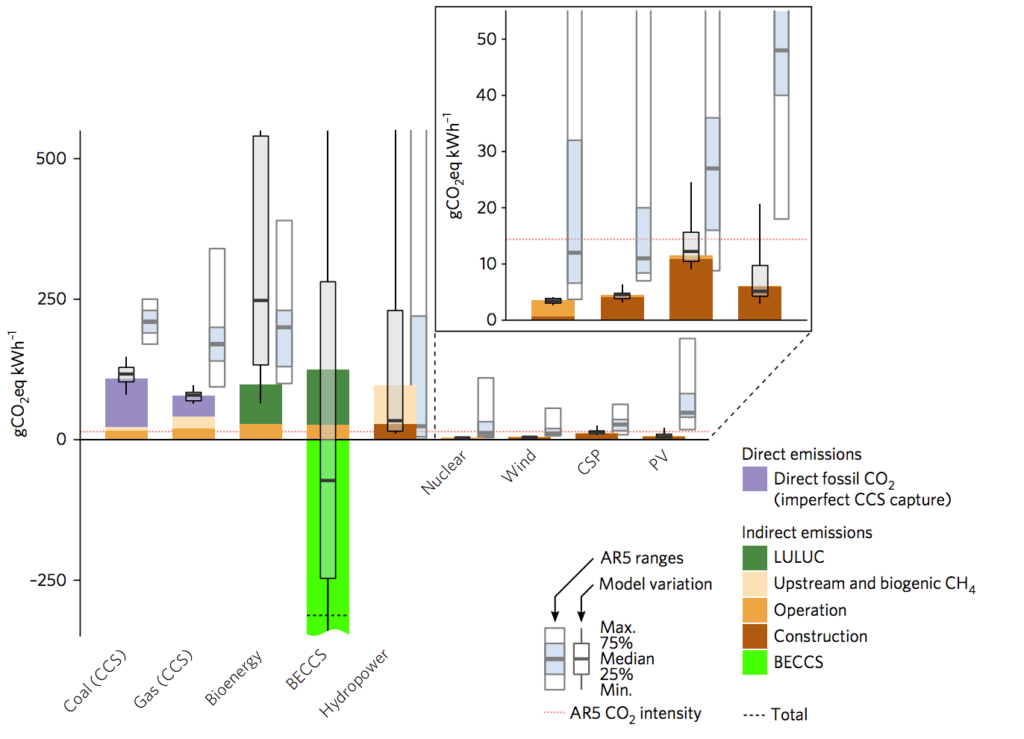 50
40
30
20
10
0
gCO₂eq kWh⁻¹
500
250
0
-250
gCO₂eq kWh⁻¹
Coal (CCS)
Gas (CCS)
Bioenergy
BECCS
Hydropower
Nuclear
Wind
CSP
PV
AR5 ranges
Model variation
Max.
75%
Median
25%
Min.
AR5 CO₂ intensity
Direct emissions
Direct fossil CO₂
(imperfect CCS capture)
Indirect emissions
LULUC
Upstream and biogenic CH₄
Operation
Construction
BECCS
Total